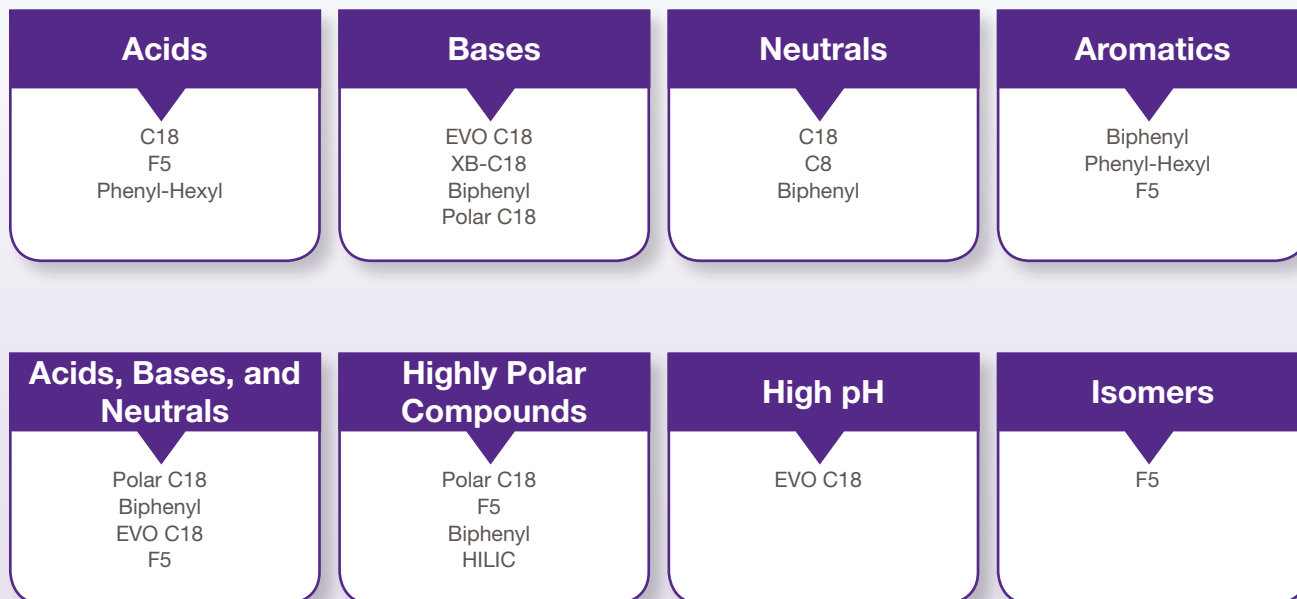 Acids
C18
F5
Phenyl-Hexyl
Bases
EVO C18
XB-C18
Biphenyl
Polar C18
Neutrals
C18
C8
Biphenyl
Aromatics
Biphenyl
Phenyl-Hexyl
F5
Acids, Bases, and
Neutrals
Polar C18
Biphenyl
EVO C18
F5
Highly Polar
Compounds
Polar C18
F5
Biphenyl
HILIC
High pH
EVO C18
Isomers
F5